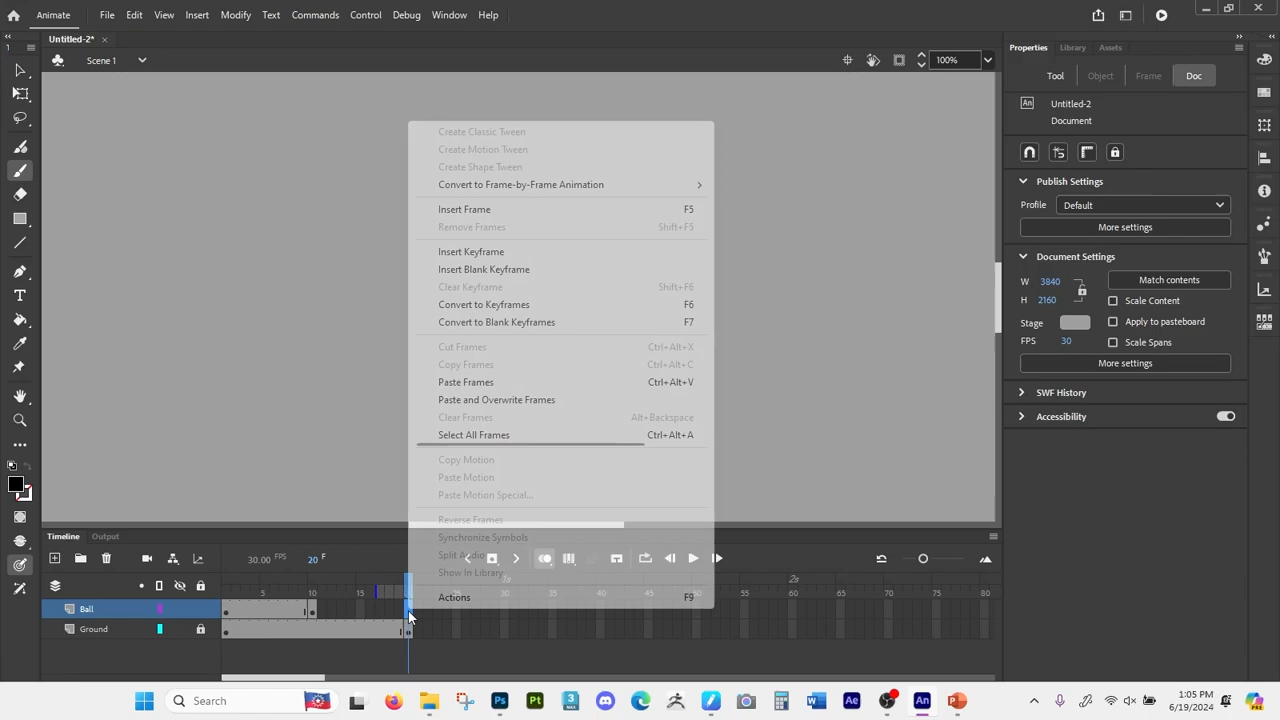 Animate File Edit View Insert Modify Text Commands Control Debug Window Help
Untitled-2*
Scene 1
100%
1
Properties Library Assets
Tool Object Frame Doc
An Untitled-2
Document
Publish Settings
Profile Default
More settings
Document Settings
W 3840 Match contents
H 2160 Scale Content
Stage Apply to pasteboard
FPS 30 Scale Spans
More settings
SWF History
Accessibility
Create Classic Tween
Create Motion Tween
Create Shape Tween
Convert to Frame-by-Frame Animation
Insert Frame F5
Remove Frames Shift+F5
Insert Keyframe
Insert Blank Keyframe
Clear Keyframe Shift+F6
Convert to Keyframes F6
Convert to Blank Keyframes F7
Cut Frames Ctrl+Alt+X
Copy Frames Ctrl+Alt+C
Paste Frames Ctrl+Alt+V
Paste and Overwrite Frames
Clear Frames Alt+Backspace
Select All Frames Ctrl+Alt+A
Copy Motion
Paste Motion
Paste Motion Special...
Reverse Frames
Synchronize Symbols
Split Audio
Show In Library
Actions F9
Timeline Output
30.00 FPS 20 F
1s 2s
5 10 15 25 30 35 40 45 50 55 60 65 70 75 80
Ball
Ground
Search
1:05 PM
6/19/2024